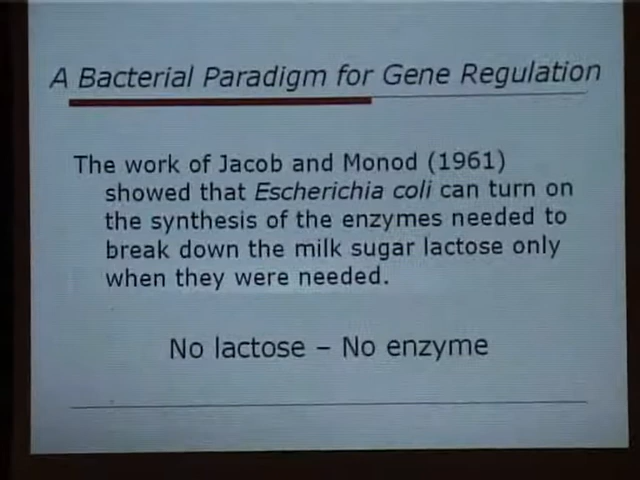 A Bacterial Paradigm for Gene Regulation
The work of Jacob and Monod (1961)
showed that Escherichia coli can turn on
the synthesis of the enzymes needed to
break down the milk sugar lactose only
when they were needed.
No lactose – No enzyme